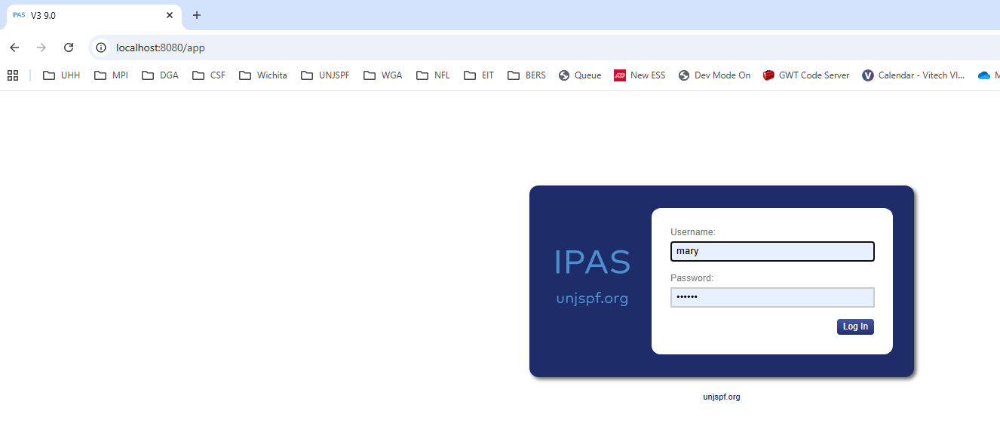 IPAS V3 9.0
localhost:8080/app
UHH MPI DGA CSF Wichita UNJSPF WGA NFL EIT BERS Queue New ESS Dev Mode On GWT Code Server Calendar - Vitech VI... M
Username:
mary
IPAS
Password:
unjspf.org
••••••
Log In
unjspf.org